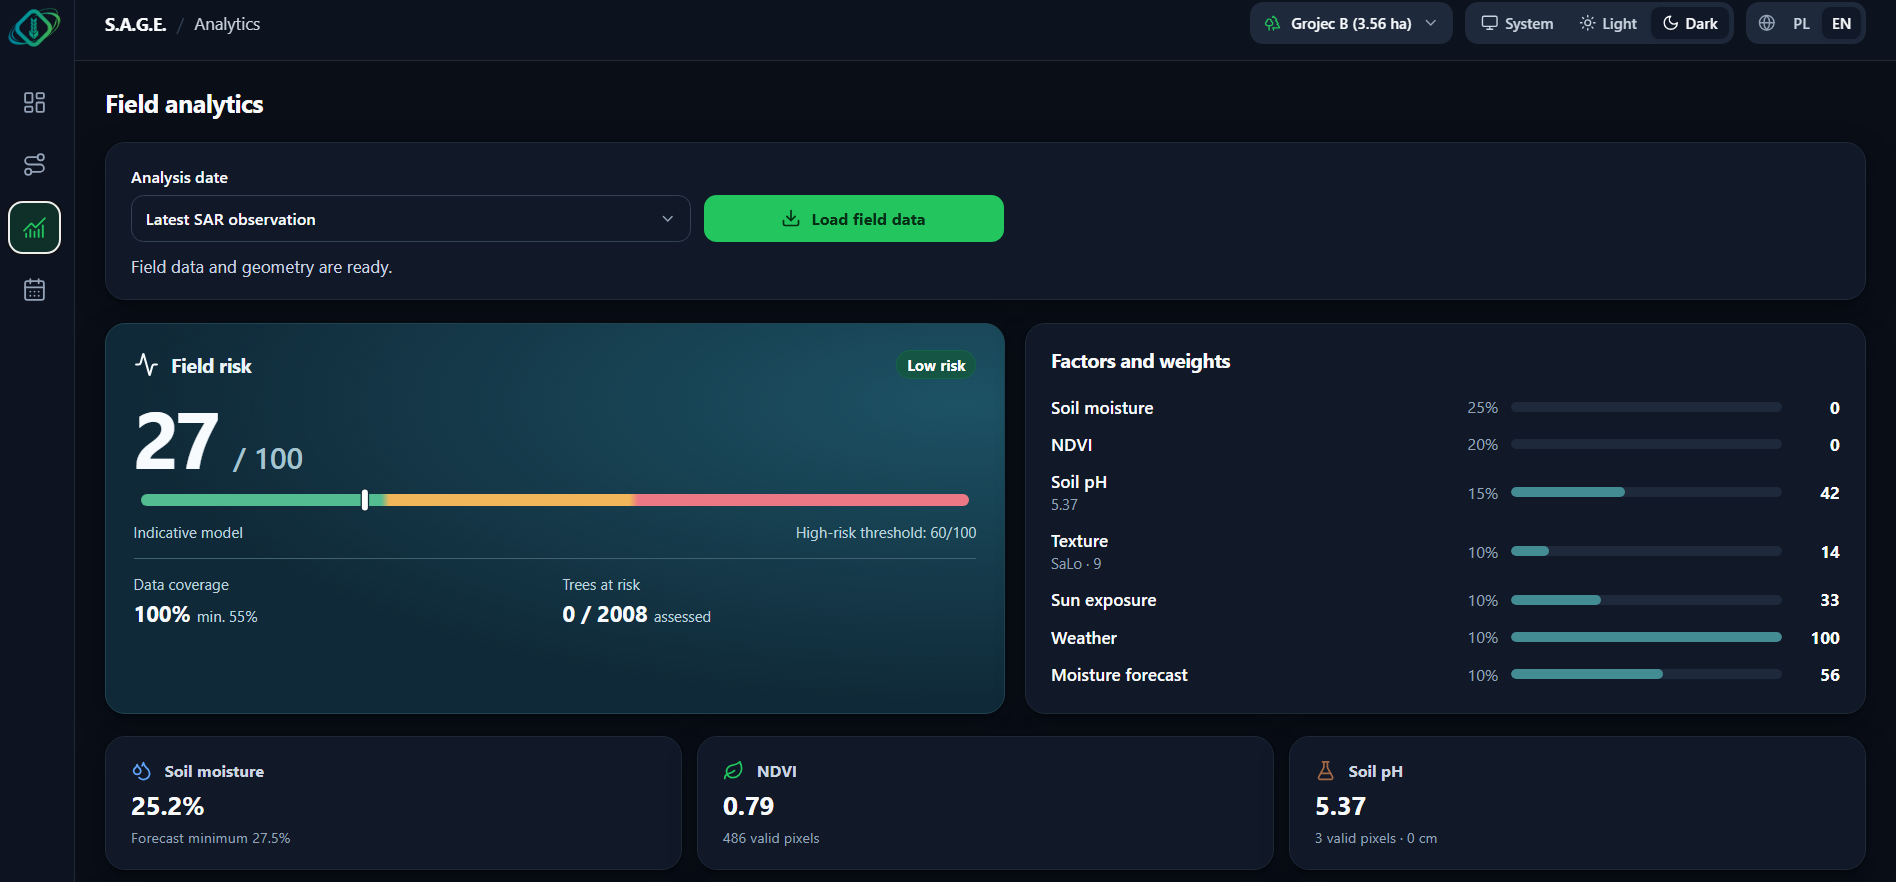 S.A.G.E. / Analytics
Grojec B (3.56 ha)
System
Light
Dark
PL
EN
Field analytics
Analysis date
Latest SAR observation
Load field data
Field data and geometry are ready.
Field risk
Low risk
27 / 100
Indicative model
High-risk threshold: 60/100
Data coverage
100% min. 55%
Trees at risk
0 / 2008 assessed
Factors and weights
Soil moisture 25% 0
NDVI 20% 0
Soil pH 15% 42
5.37
Texture 10% 14
SaLo · 9
Sun exposure 10% 33
Weather 10% 100
Moisture forecast 10% 56
Soil moisture
25.2%
Forecast minimum 27.5%
NDVI
0.79
486 valid pixels
Soil pH
5.37
3 valid pixels · 0 cm